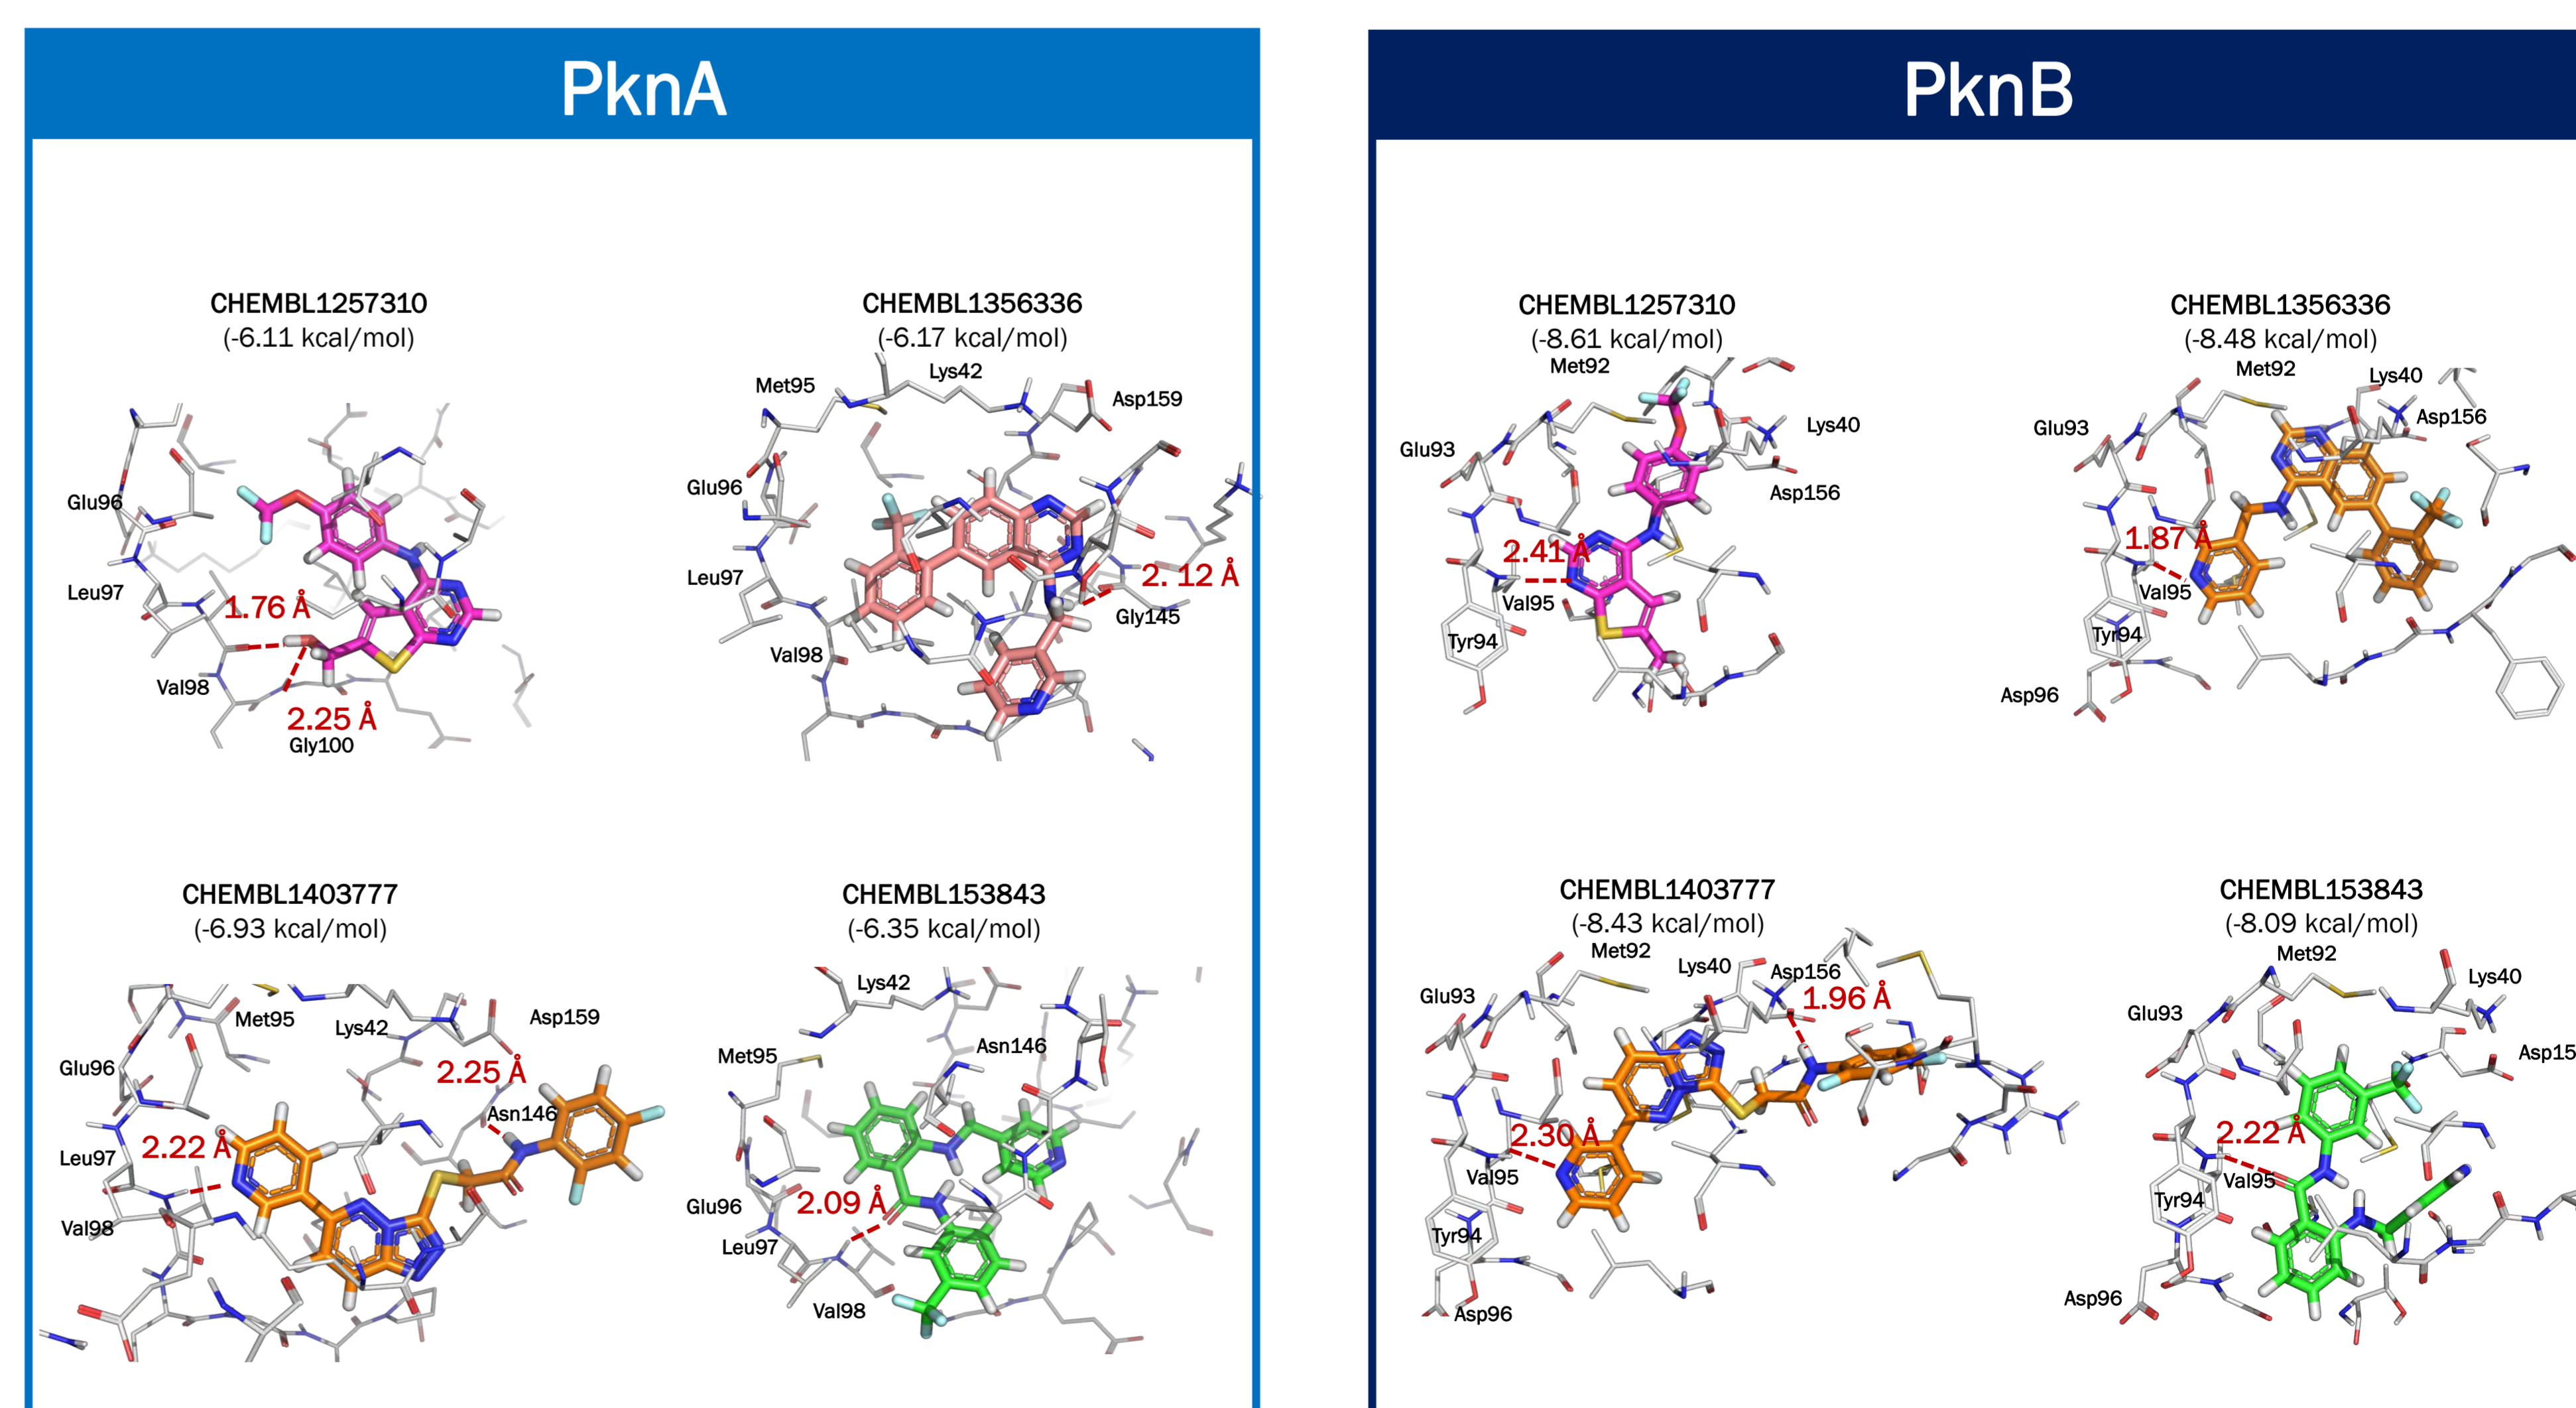 PknA
CHEMBL1257310
(-6.11 kcal/mol)
Glu96
Leu97
1.76 Å
Val98
2.25 Å
Gly100
CHEMBL1356336
(-6.17 kcal/mol)
Lys42
Met95
Asp159
Glu96
Leu97
2. 12 Å
Gly145
Val98
CHEMBL1403777
(-6.93 kcal/mol)
Met95
Lys42
Asp159
Glu96
2.25 Å
Asn146
2.22 Å
Leu97
Val98
CHEMBL153843
(-6.35 kcal/mol)
Lys42
Asn146
Met95
2.09 Å
Glu96
Leu97
Val98
PknB
CHEMBL1257310
(-8.61 kcal/mol)
Met92
Lys40
Glu93
Asp156
2.41 Å
Val95
Tyr94
CHEMBL1356336
(-8.48 kcal/mol)
Met92
Lys40
Asp156
Glu93
1.87 Å
Val95
Tyr94
Asp96
CHEMBL1403777
(-8.43 kcal/mol)
Met92
Lys40
Asp156
1.96 Å
Glu93
2.30 Å
Val95
Tyr94
Asp96
CHEMBL153843
(-8.09 kcal/mol)
Met92
Lys40
Glu93
Asp15
2.22 Å
Val95
Tyr94
Asp96